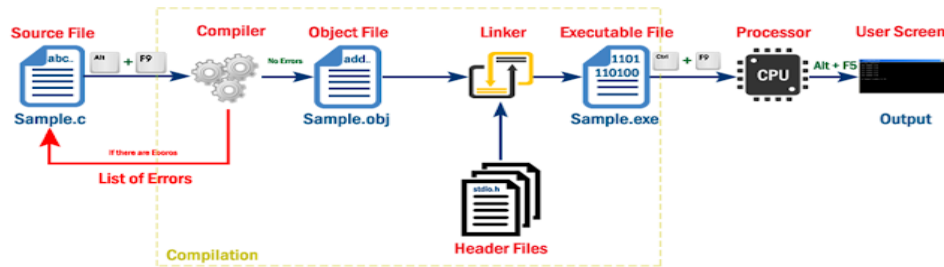 Source File
Compiler
Object File
Linker
Executable File
Processor
User Screen
abc..
Alt + F9
No Errors
add..
1101
110100
Ctrl + F9
CPU
Alt + F5
Sample.c
Sample.obj
Sample.exe
Output
If there are Eooros
List of Errors
stdio.h
Header Files
Compilation